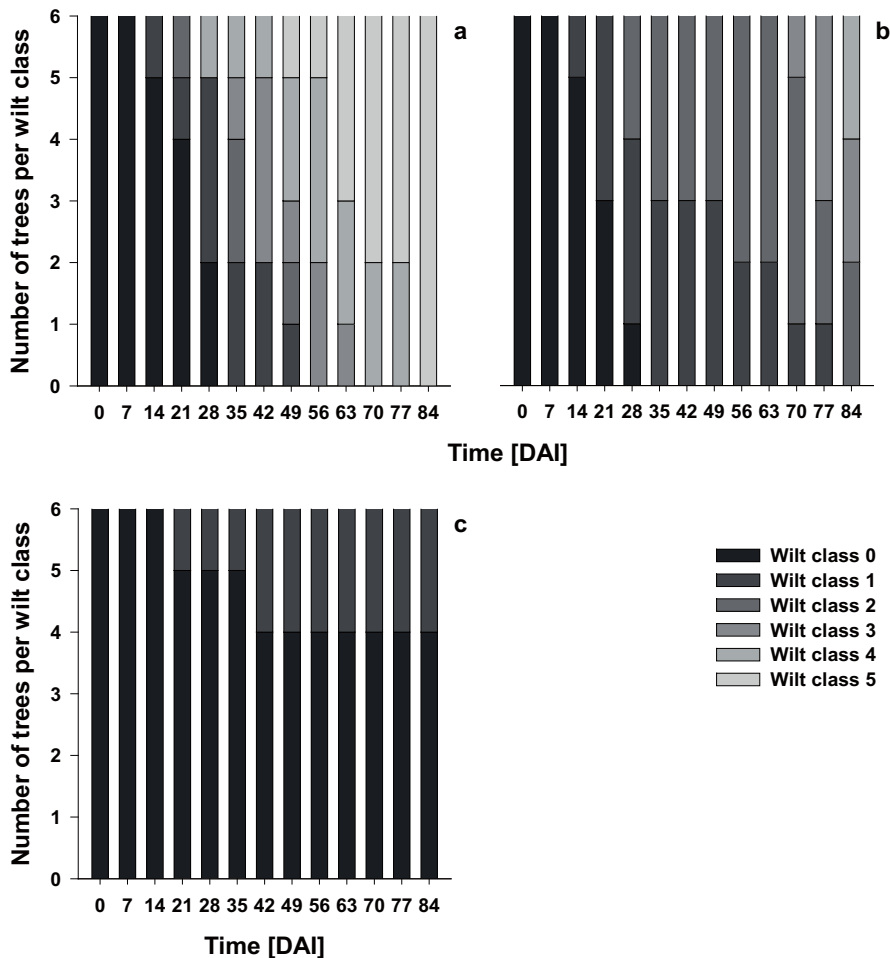 6
5
4
3
2
1
0
Number of trees per wilt class
a
0 7 14 21 28 35 42 49 56 63 70 77 84
b
0 7 14 21 28 35 42 49 56 63 70 77 84
Time [DAI]
6
5
4
3
2
1
0
Number of trees per wilt class
c
0 7 14 21 28 35 42 49 56 63 70 77 84
Time [DAI]
Wilt class 0
Wilt class 1
Wilt class 2
Wilt class 3
Wilt class 4
Wilt class 5